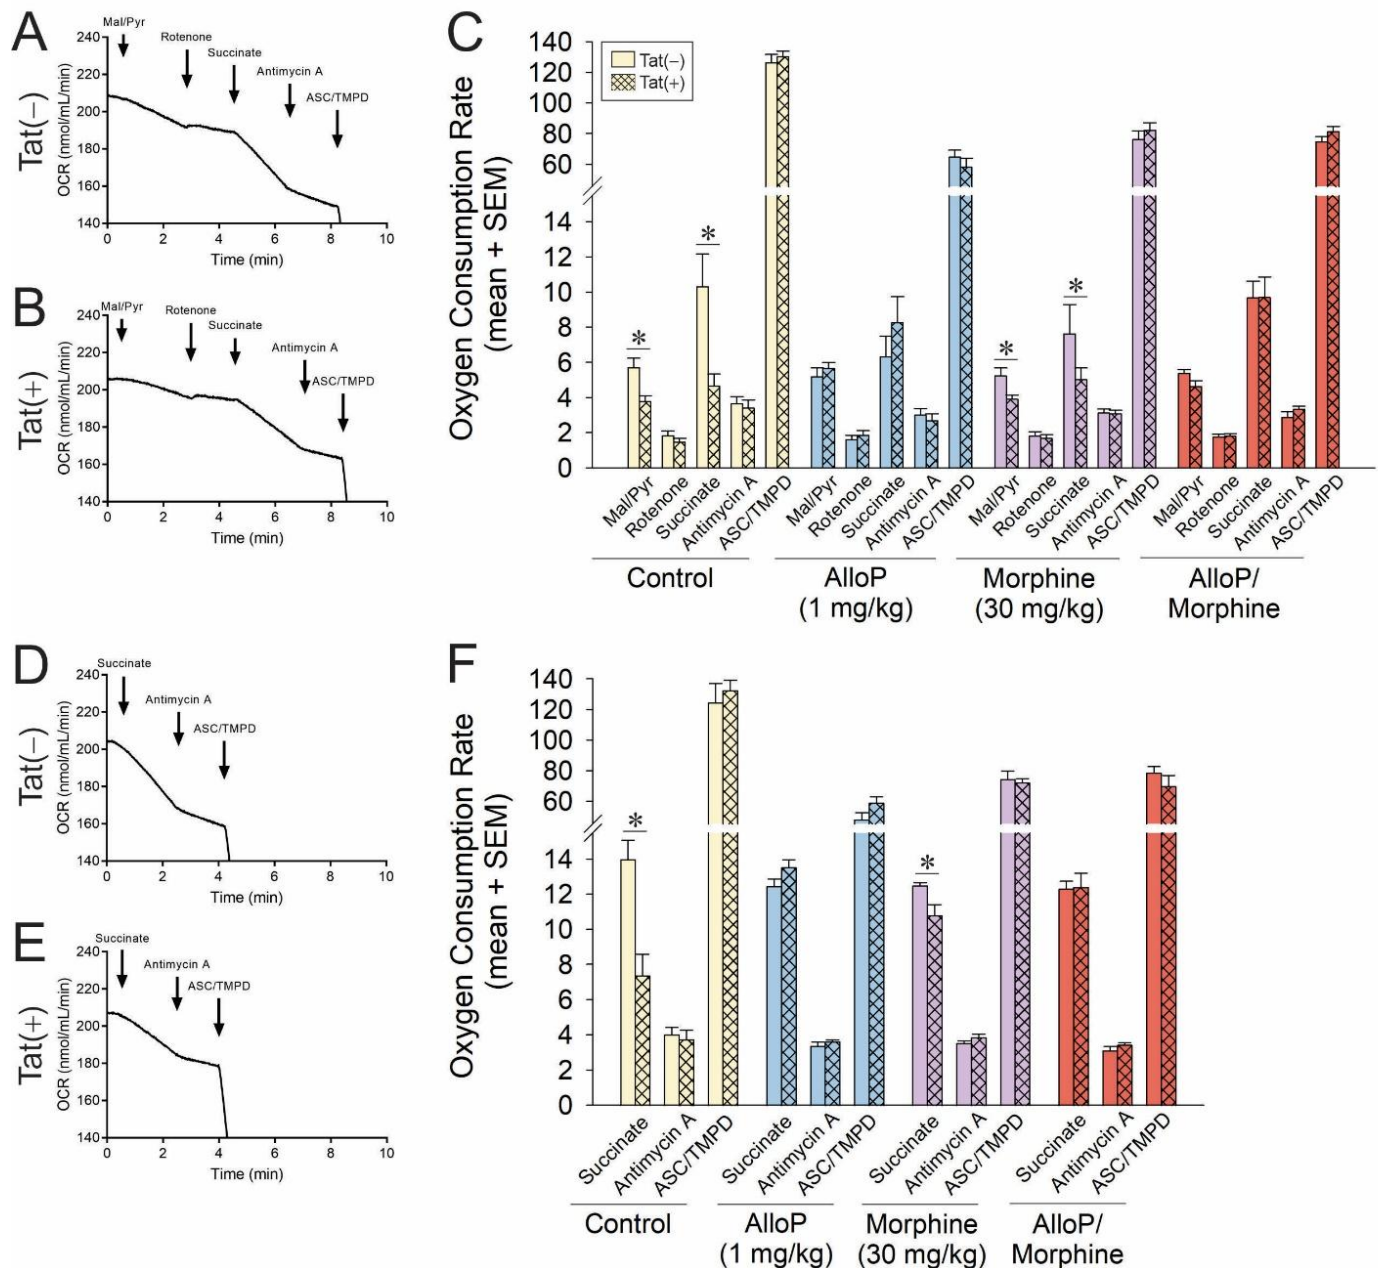 A
Tat(−)
OCR (nmol/mL/min)
Mal/Pyr
Rotenone
Succinate
Antimycin A
ASC/TMPD
240
220
200
180
160
140
0 2 4 6 8 10
Time (min)
B
Tat(+)
OCR (nmol/mL/min)
Mal/Pyr
Rotenone
Succinate
Antimycin A
ASC/TMPD
240
220
200
180
160
140
0 2 4 6 8 10
Time (min)
C
Oxygen Consumption Rate
(mean + SEM)
Tat(−)
Tat(+)
140
120
100
80
60
14
12
10
8
6
4
2
0
* * * *
Mal/Pyr Rotenone Succinate Antimycin A ASC/TMPD Mal/Pyr Rotenone Succinate Antimycin A ASC/TMPD Mal/Pyr Rotenone Succinate Antimycin A ASC/TMPD Mal/Pyr Rotenone Succinate Antimycin A ASC/TMPD
Control AlloP Morphine AlloP/
(1 mg/kg) (30 mg/kg) Morphine
D
Tat(−)
OCR (nmol/mL/min)
Succinate
Antimycin A
ASC/TMPD
240
220
200
180
160
140
0 2 4 6 8 10
Time (min)
E
Tat(+)
OCR (nmol/mL/min)
Succinate
Antimycin A
ASC/TMPD
240
220
200
180
160
140
0 2 4 6 8 10
Time (min)
F
Oxygen Consumption Rate
(mean + SEM)
140
120
100
80
60
14
12
10
8
6
4
2
0
* *
Succinate Antimycin A ASC/TMPD Succinate Antimycin A ASC/TMPD Succinate Antimycin A ASC/TMPD Succinate Antimycin A ASC/TMPD
Control AlloP Morphine AlloP/
(1 mg/kg) (30 mg/kg) Morphine